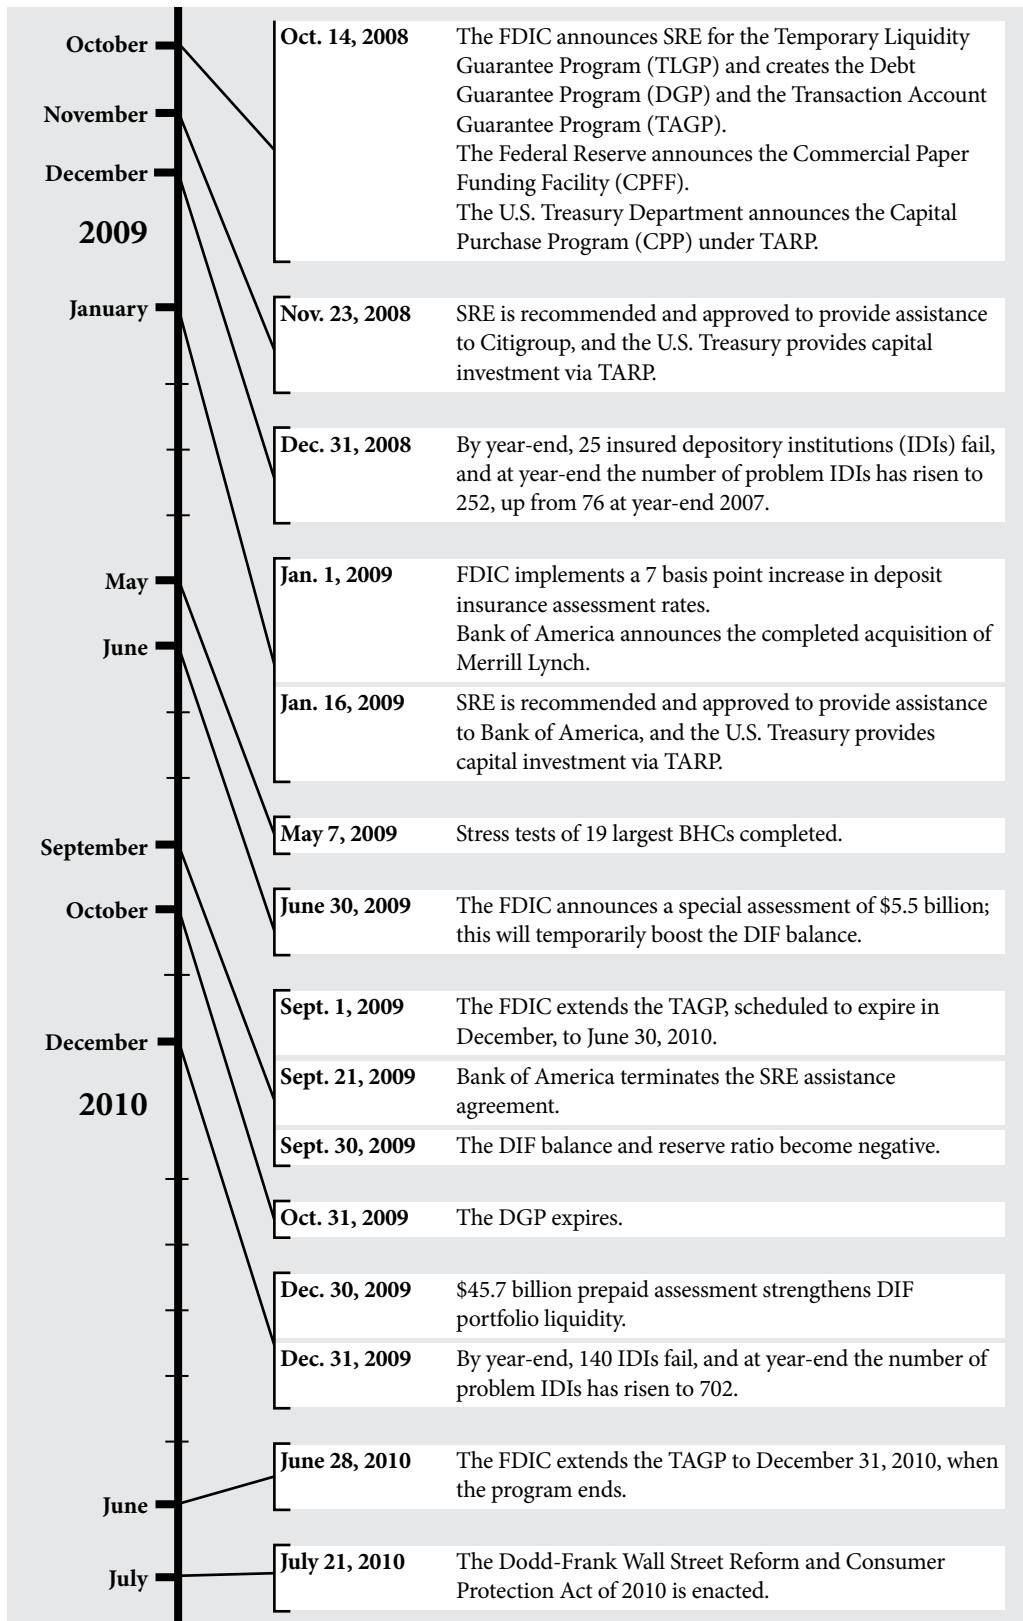 October
November
December
2009
January
May
June
September
October
December
2010
June
July
Oct. 14, 2008 The FDIC announces SRE for the Temporary Liquidity
Guarantee Program (TLGP) and creates the Debt
Guarantee Program (DGP) and the Transaction Account
Guarantee Program (TAGP).
The Federal Reserve announces the Commercial Paper
Funding Facility (CPFF).
The U.S. Treasury Department announces the Capital
Purchase Program (CPP) under TARP.
Nov. 23, 2008 SRE is recommended and approved to provide assistance
to Citigroup, and the U.S. Treasury provides capital
investment via TARP.
Dec. 31, 2008 By year-end, 25 insured depository institutions (IDIs) fail,
and at year-end the number of problem IDIs has risen to
252, up from 76 at year-end 2007.
Jan. 1, 2009 FDIC implements a 7 basis point increase in deposit
insurance assessment rates.
Bank of America announces the completed acquisition of
Merrill Lynch.
Jan. 16, 2009 SRE is recommended and approved to provide assistance
to Bank of America, and the U.S. Treasury provides
capital investment via TARP.
May 7, 2009 Stress tests of 19 largest BHCs completed.
June 30, 2009 The FDIC announces a special assessment of $5.5 billion;
this will temporarily boost the DIF balance.
Sept. 1, 2009 The FDIC extends the TAGP, scheduled to expire in
December, to June 30, 2010.
Sept. 21, 2009 Bank of America terminates the SRE assistance
agreement.
Sept. 30, 2009 The DIF balance and reserve ratio become negative.
Oct. 31, 2009 The DGP expires.
Dec. 30, 2009 $45.7 billion prepaid assessment strengthens DIF
portfolio liquidity.
Dec. 31, 2009 By year-end, 140 IDIs fail, and at year-end the number of
problem IDIs has risen to 702.
June 28, 2010 The FDIC extends the TAGP to December 31, 2010, when
the program ends.
July 21, 2010 The Dodd-Frank Wall Street Reform and Consumer
Protection Act of 2010 is enacted.